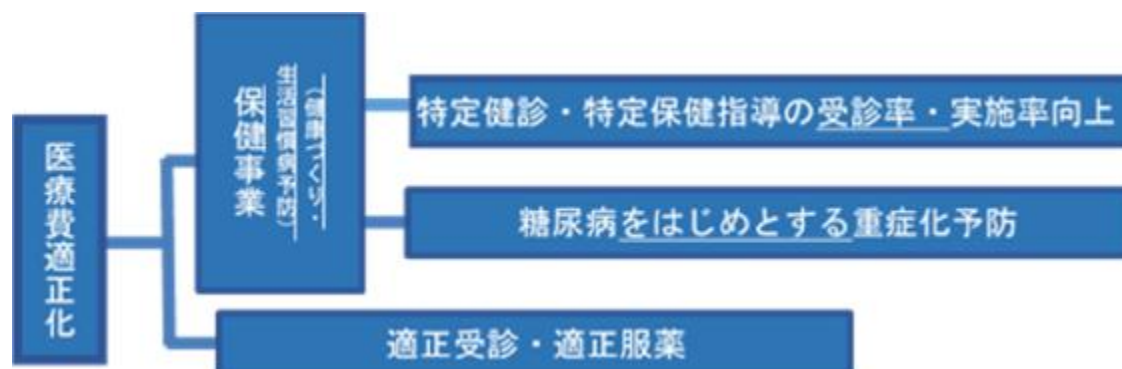 医療費適正化
保健事業
（健康づくり・
生活習慣病予防）
特定健診・特定保健指導の受診率・実施率向上
糖尿病をはじめとする重症化予防
適正受診・適正服薬